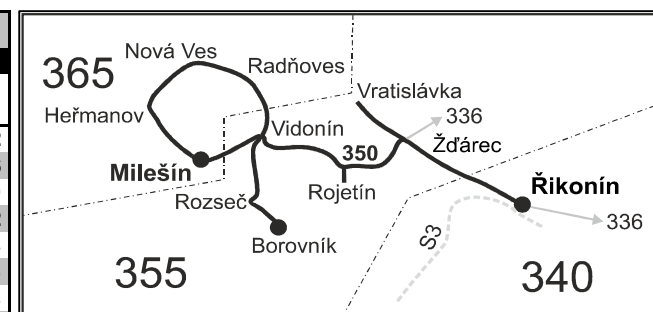 Nová Ves
365
Radňoves
Vratislávka
Heřmanov
336
Vidonín
350
Žďárec
Milešín
Rojetín
Řikonín
Rozseč
336
S3
Borovník
355
340